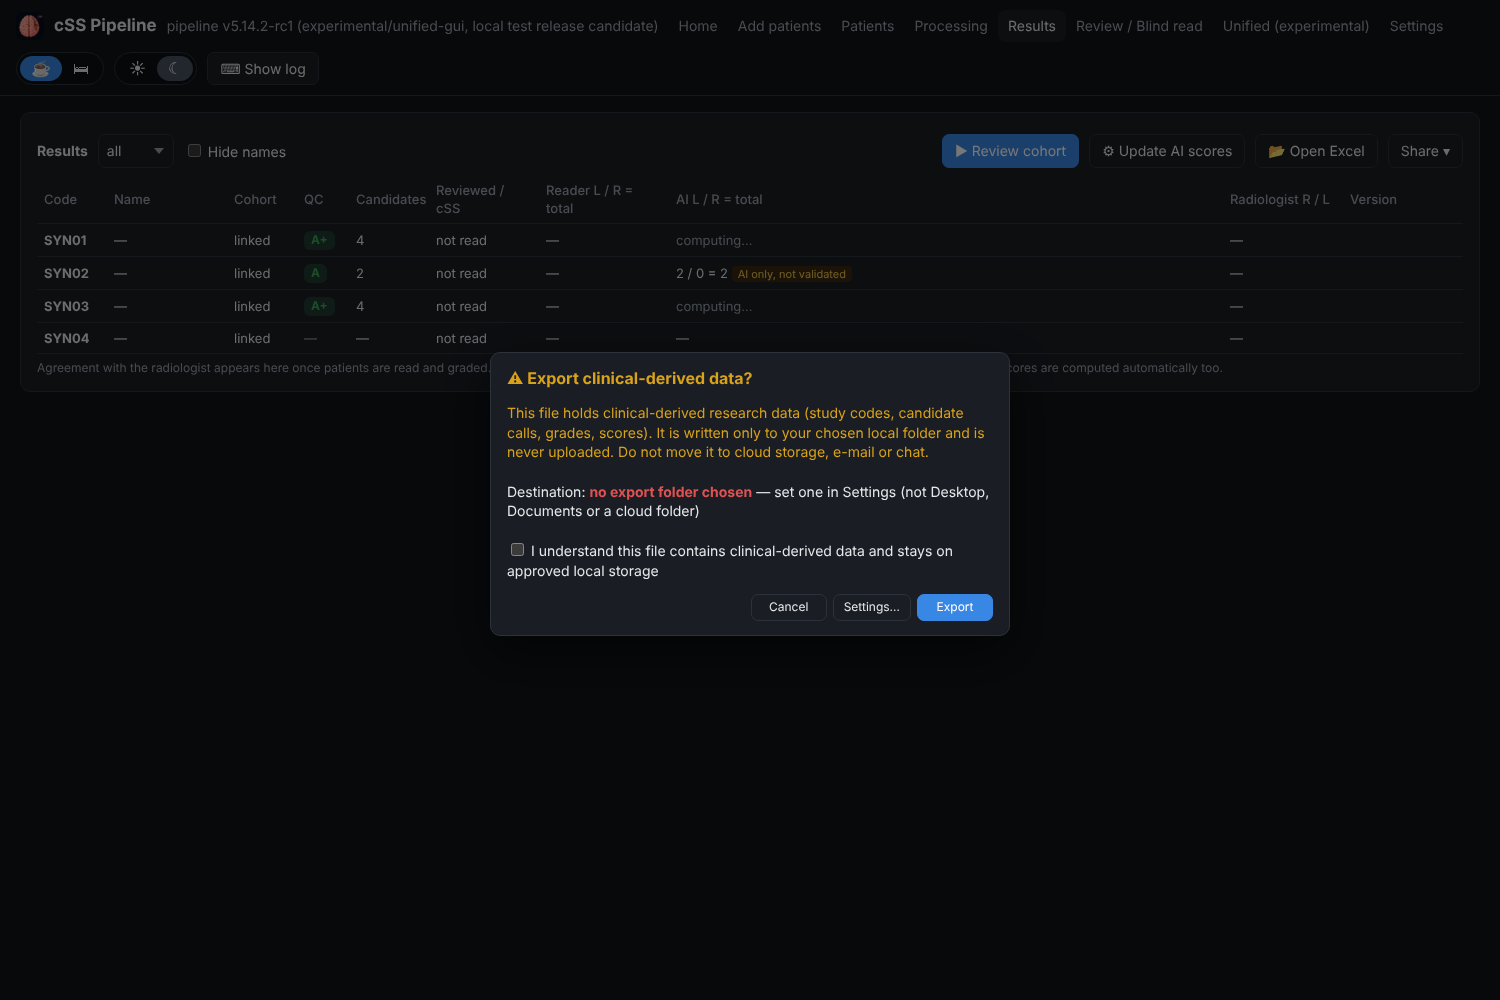 cSS Pipeline pipeline v5.14.2-rc1 (experimental/unified-gui, local test release candidate) Home Add patients Patients Processing Results Review / Blind read Unified (experimental) Settings
Show log
Results all Hide names ▶ Review cohort ⚙ Update AI scores 📂 Open Excel Share ▾
Code Name Cohort QC Candidates Reviewed / cSS Reader L / R = total AI L / R = total Radiologist R / L Version
SYN01 — linked A+ 4 not read — computing... —
SYN02 — linked A 2 not read — 2 / 0 = 2 AI only, not validated —
SYN03 — linked A+ 4 not read — computing... —
SYN04 — linked — — not read — — —
Agreement with the radiologist appears here once patients are read and graded. cores are computed automatically too.
⚠ Export clinical-derived data?
This file holds clinical-derived research data (study codes, candidate
calls, grades, scores). It is written only to your chosen local folder and is
never uploaded. Do not move it to cloud storage, e-mail or chat.
Destination: no export folder chosen — set one in Settings (not Desktop,
Documents or a cloud folder)
I understand this file contains clinical-derived data and stays on
approved local storage
Cancel Settings... Export